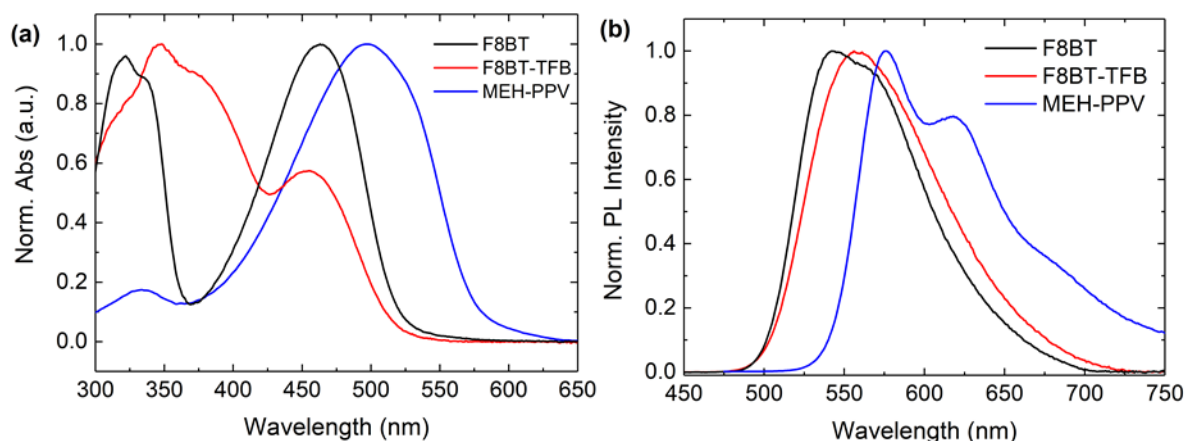 (a)
Norm. Abs (a.u.)
1.0
0.8
0.6
0.4
0.2
0.0
F8BT
F8BT-TFB
MEH-PPV
300 350 400 450 500 550 600 650
Wavelength (nm)
(b)
Norm. PL Intensity
1.0
0.8
0.6
0.4
0.2
0.0
F8BT
F8BT-TFB
MEH-PPV
450 500 550 600 650 700 750
Wavelength (nm)